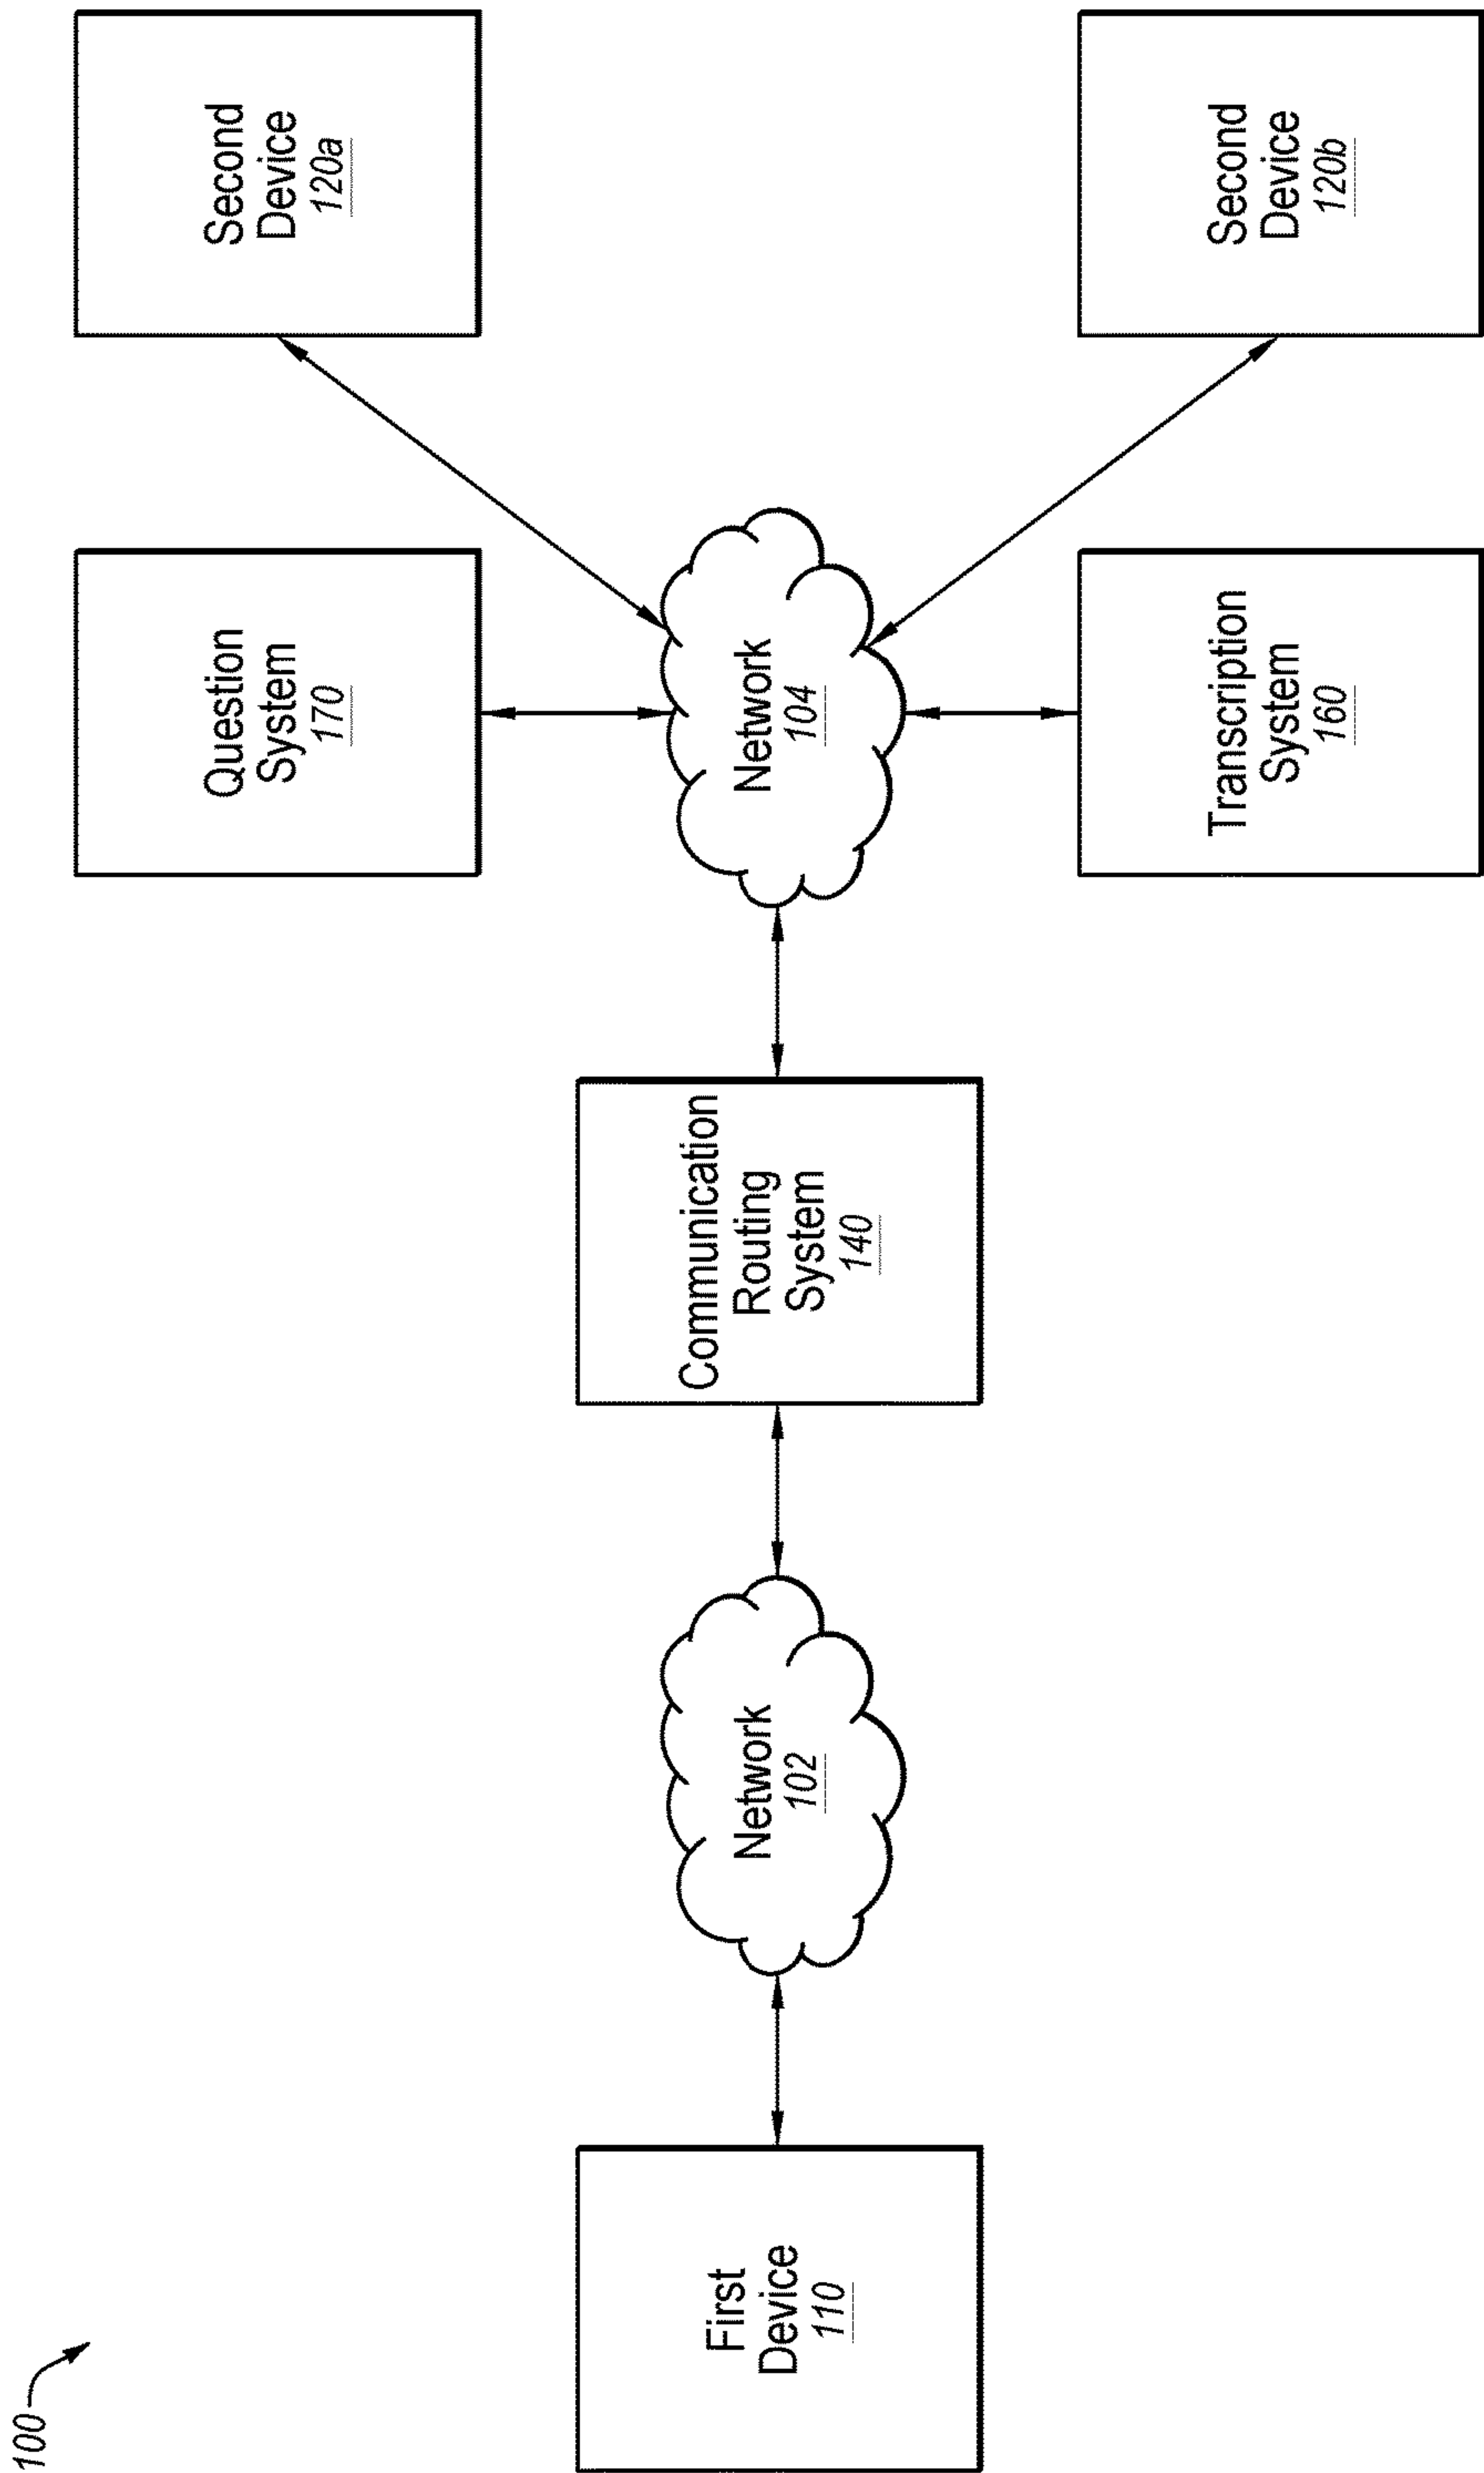 100
Question
System
170
Second
Device
120a
First
Device
110
Network
102
Communication
Routing
System
140
Network
104
Transcription
System
160
Second
Device
120b